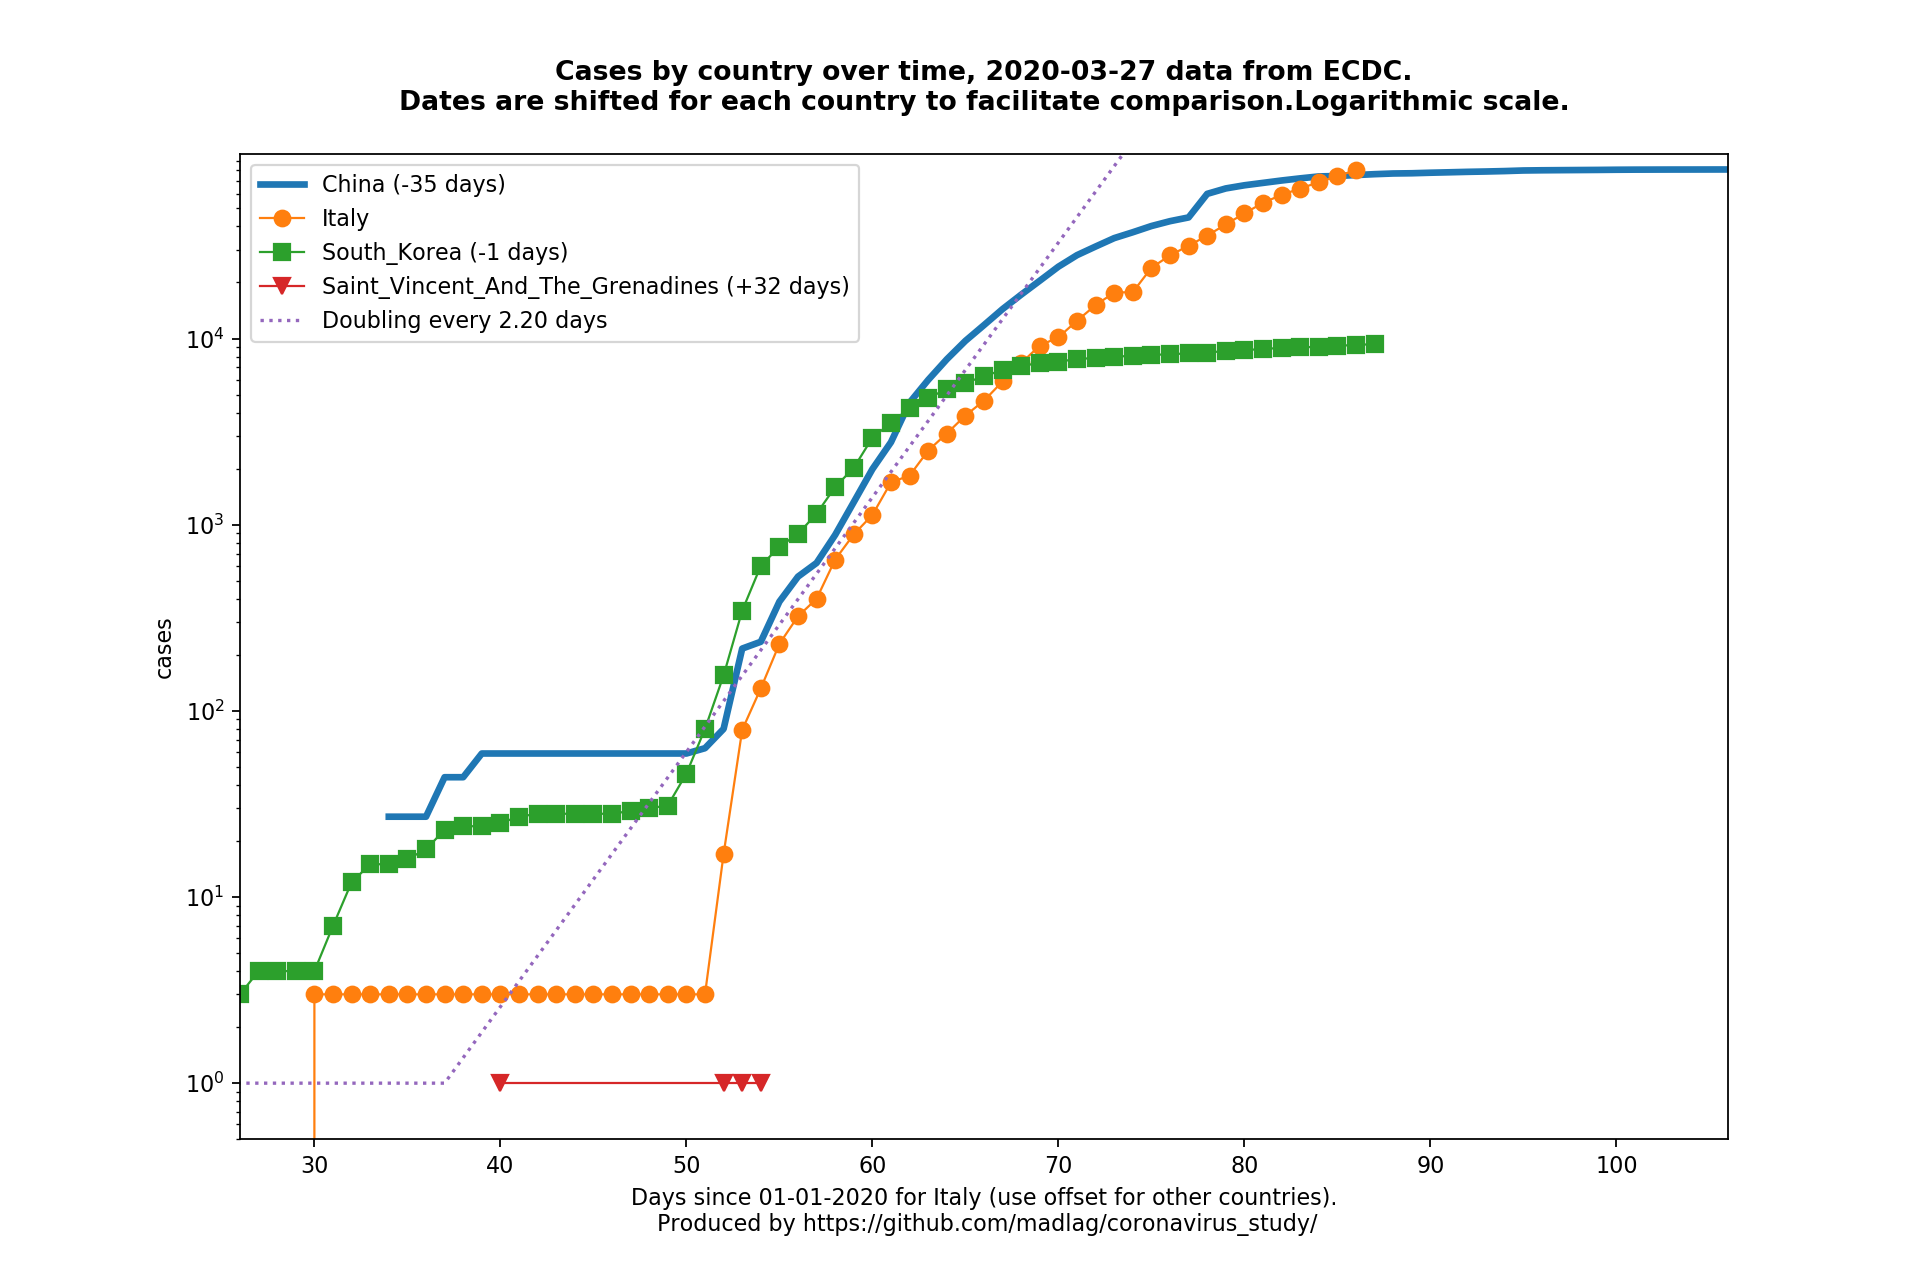 Cases by country over time, 2020-03-27 data from ECDC.
Dates are shifted for each country to facilitate comparison.Logarithmic scale.
China (-35 days)
Italy
South_Korea (-1 days)
Saint_Vincent_And_The_Grenadines (+32 days)
Doubling every 2.20 days
cases
10⁴
10³
10²
10¹
10⁰
30 40 50 60 70 80 90 100
Days since 01-01-2020 for Italy (use offset for other countries).
Produced by https://github.com/madlag/coronavirus_study/